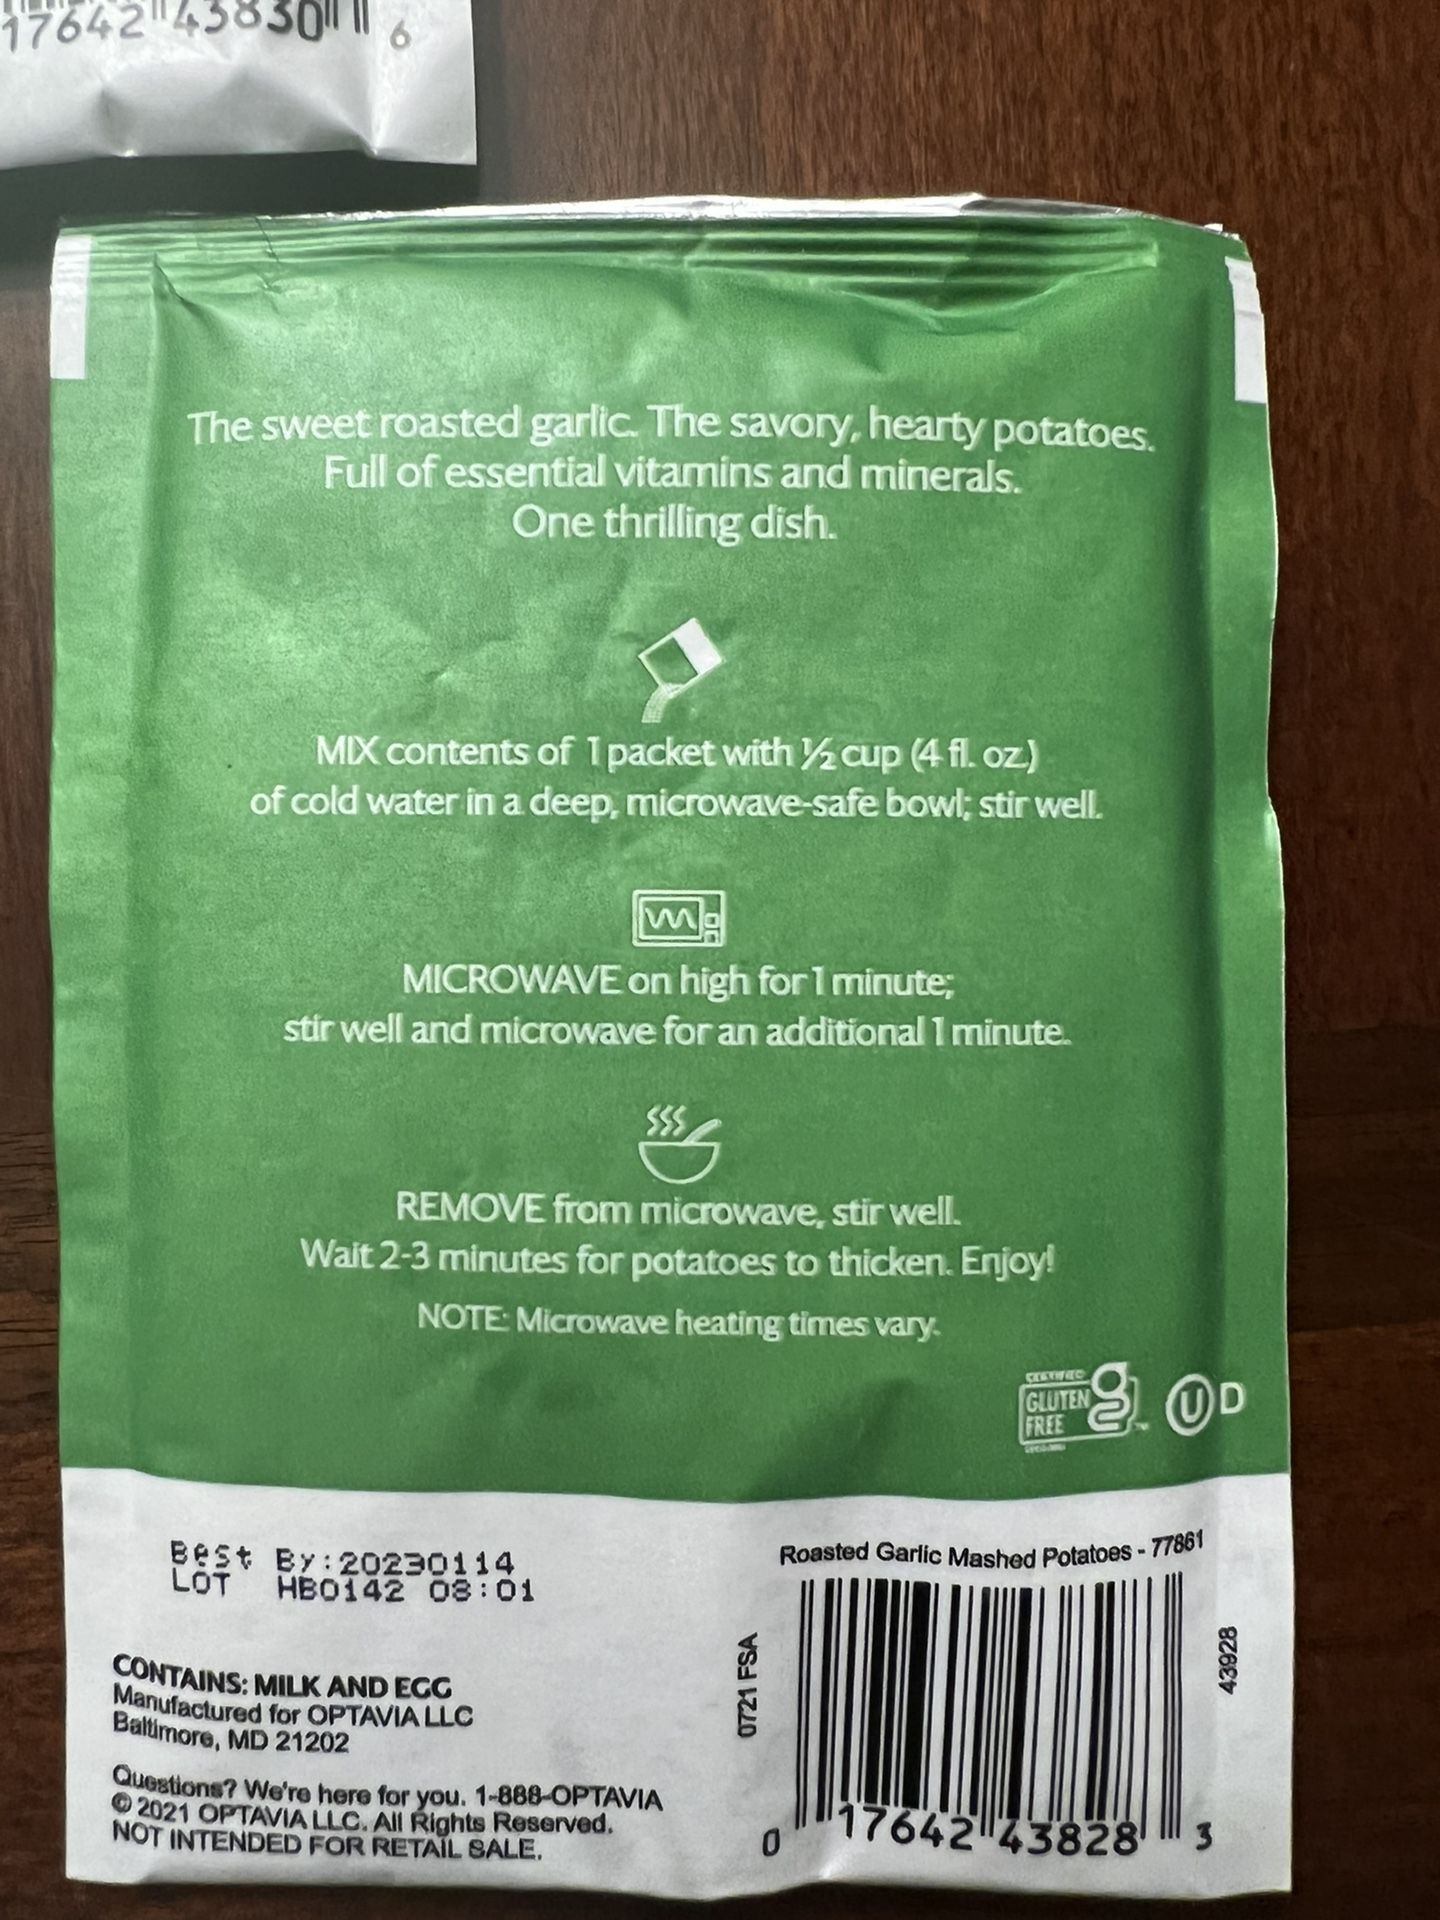 17642 43830 6
The sweet roasted garlic. The savory, hearty potatoes.
Full of essential vitamins and minerals.
One thrilling dish.
MIX contents of 1 packet with ½ cup (4 fl. oz.)
of cold water in a deep, microwave-safe bowl; stir well.
MICROWAVE on high for 1 minute;
stir well and microwave for an additional 1 minute.
REMOVE from microwave, stir well.
Wait 2-3 minutes for potatoes to thicken. Enjoy!
NOTE: Microwave heating times vary.
CERTIFIED
GLUTEN
FREE
U D
Best By:20230114
LOT HB0142 08:01
CONTAINS: MILK AND EGG
Manufactured for OPTAVIA LLC
Baltimore, MD 21202
Questions? We're here for you. 1-888-OPTAVIA
© 2021 OPTAVIA LLC. All Rights Reserved.
NOT INTENDED FOR RETAIL SALE.
Roasted Garlic Mashed Potatoes - 77861
0721 FSA
43928
0 17642 43828 3